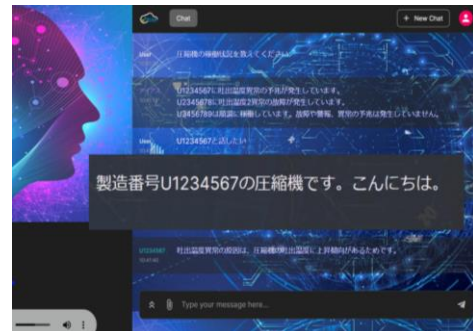 Chat
+ New Chat
User
圧縮機の稼働状況を教えてください
U1234567に吐出温度異常の予兆が発生しています。
U2345678に吐出温度2異常の故障が発生しています。
U3456789は順調に稼働しています。故障や警報、異常の予兆は発生していません。
User
U1234567と話したい
製造番号U1234567の圧縮機です。こんにちは。
U1234567
吐出温度異常の原因は、圧縮機の吐出温度に上昇傾向があるためです。
Type your message here...